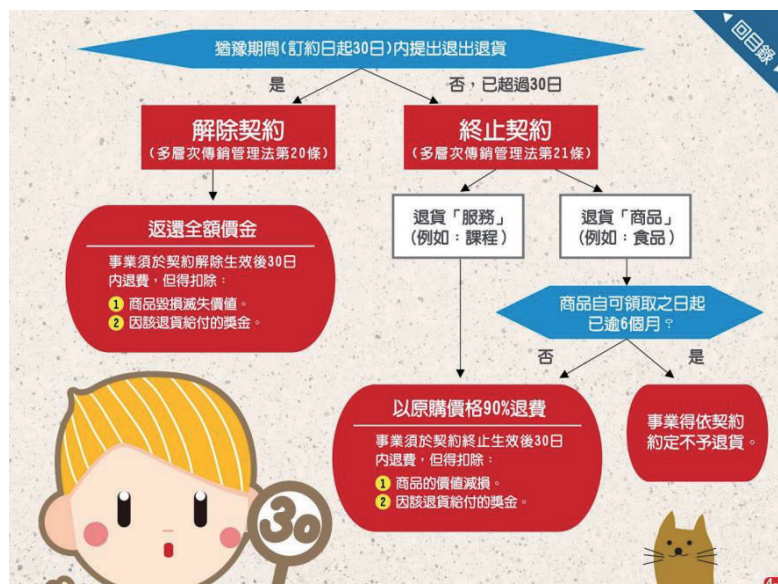 猶豫期間(訂約日起30日)內提出退出退貨
回目錄
是
否，已超過30日
解除契約
(多層次傳銷管理法第20條)
終止契約
(多層次傳銷管理法第21條)
返還全額價金
事業須於契約解除生效後30日
內退費，但得扣除：
1 商品毀損滅失價值。
2 因該退貨給付的獎金。
退貨「服務」
(例如：課程)
退貨「商品」
(例如：食品)
商品自可領取之日起
已逾6個月？
否
是
以原購價格90%退費
事業須於契約終止生效後30日
內退費，但得扣除：
1 商品的價值減損。
2 因該退貨給付的獎金。
事業得依契約
約定不予退貨。
30